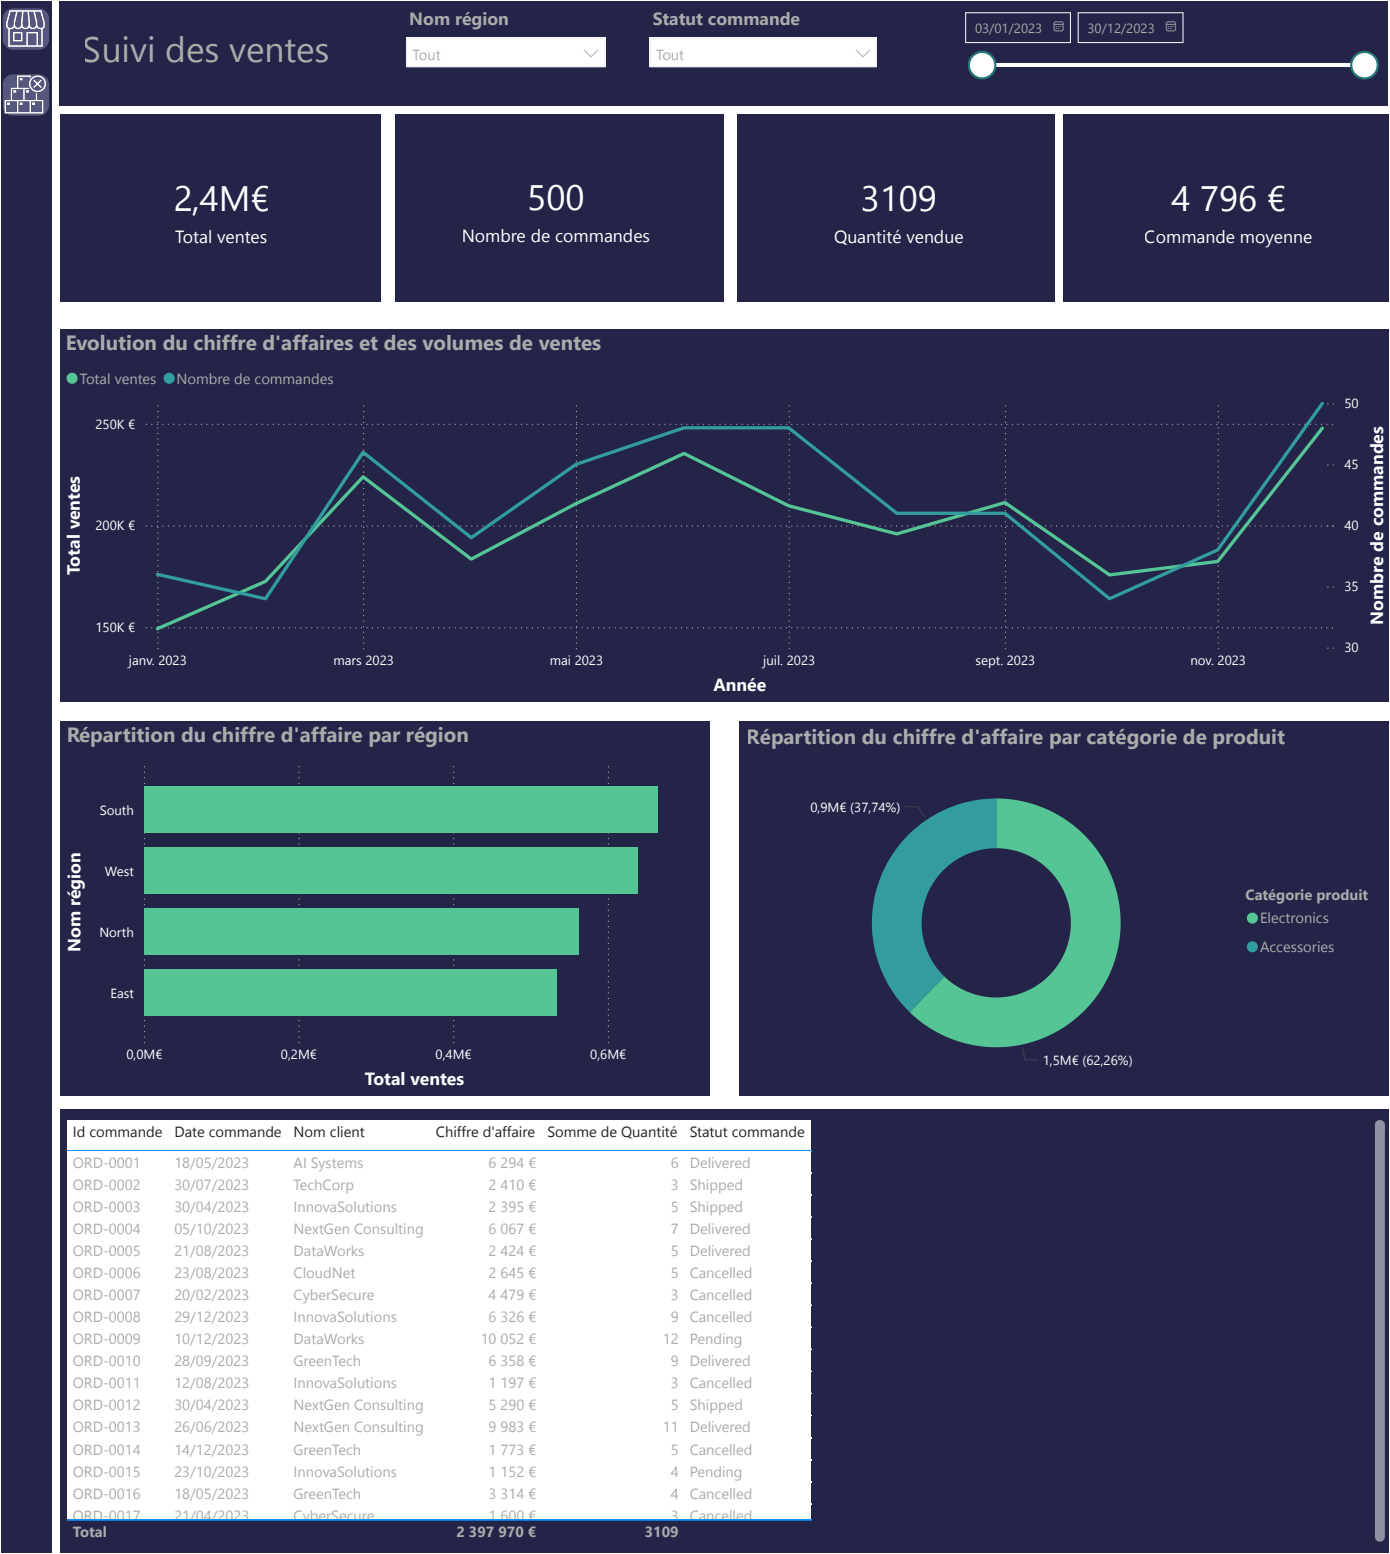 Suivi des ventes
Nom région
Tout
Statut commande
Tout
03/01/2023
30/12/2023
2,4M€
Total ventes
500
Nombre de commandes
3109
Quantité vendue
4 796 €
Commande moyenne
Evolution du chiffre d'affaires et des volumes de ventes
Total ventes Nombre de commandes
Total ventes
250K €
200K €
150K €
50
45
40
35
30
Nombre de commandes
janv. 2023 mars 2023 mai 2023 juil. 2023 sept. 2023 nov. 2023
Année
Répartition du chiffre d'affaire par région
Nom région
South
West
North
East
0,0M€ 0,2M€ 0,4M€ 0,6M€
Total ventes
Répartition du chiffre d'affaire par catégorie de produit
0,9M€ (37,74%)
1,5M€ (62,26%)
Catégorie produit
Electronics
Accessories
Id commande Date commande Nom client Chiffre d'affaire Somme de Quantité Statut commande
ORD-0001 18/05/2023 AI Systems 6 294 € 6 Delivered
ORD-0002 30/07/2023 TechCorp 2 410 € 3 Shipped
ORD-0003 30/04/2023 InnovaSolutions 2 395 € 5 Shipped
ORD-0004 05/10/2023 NextGen Consulting 6 067 € 7 Delivered
ORD-0005 21/08/2023 DataWorks 2 424 € 5 Delivered
ORD-0006 23/08/2023 CloudNet 2 645 € 5 Cancelled
ORD-0007 20/02/2023 CyberSecure 4 479 € 3 Cancelled
ORD-0008 29/12/2023 InnovaSolutions 6 326 € 9 Cancelled
ORD-0009 10/12/2023 DataWorks 10 052 € 12 Pending
ORD-0010 28/09/2023 GreenTech 6 358 € 9 Delivered
ORD-0011 12/08/2023 InnovaSolutions 1 197 € 3 Cancelled
ORD-0012 30/04/2023 NextGen Consulting 5 290 € 5 Shipped
ORD-0013 26/06/2023 NextGen Consulting 9 983 € 11 Delivered
ORD-0014 14/12/2023 GreenTech 1 773 € 5 Cancelled
ORD-0015 23/10/2023 InnovaSolutions 1 152 € 4 Pending
ORD-0016 18/05/2023 GreenTech 3 314 € 4 Cancelled
ORD-0017 21/04/2023 CyberSecure 1 600 € 3 Cancelled
Total 2 397 970 € 3109